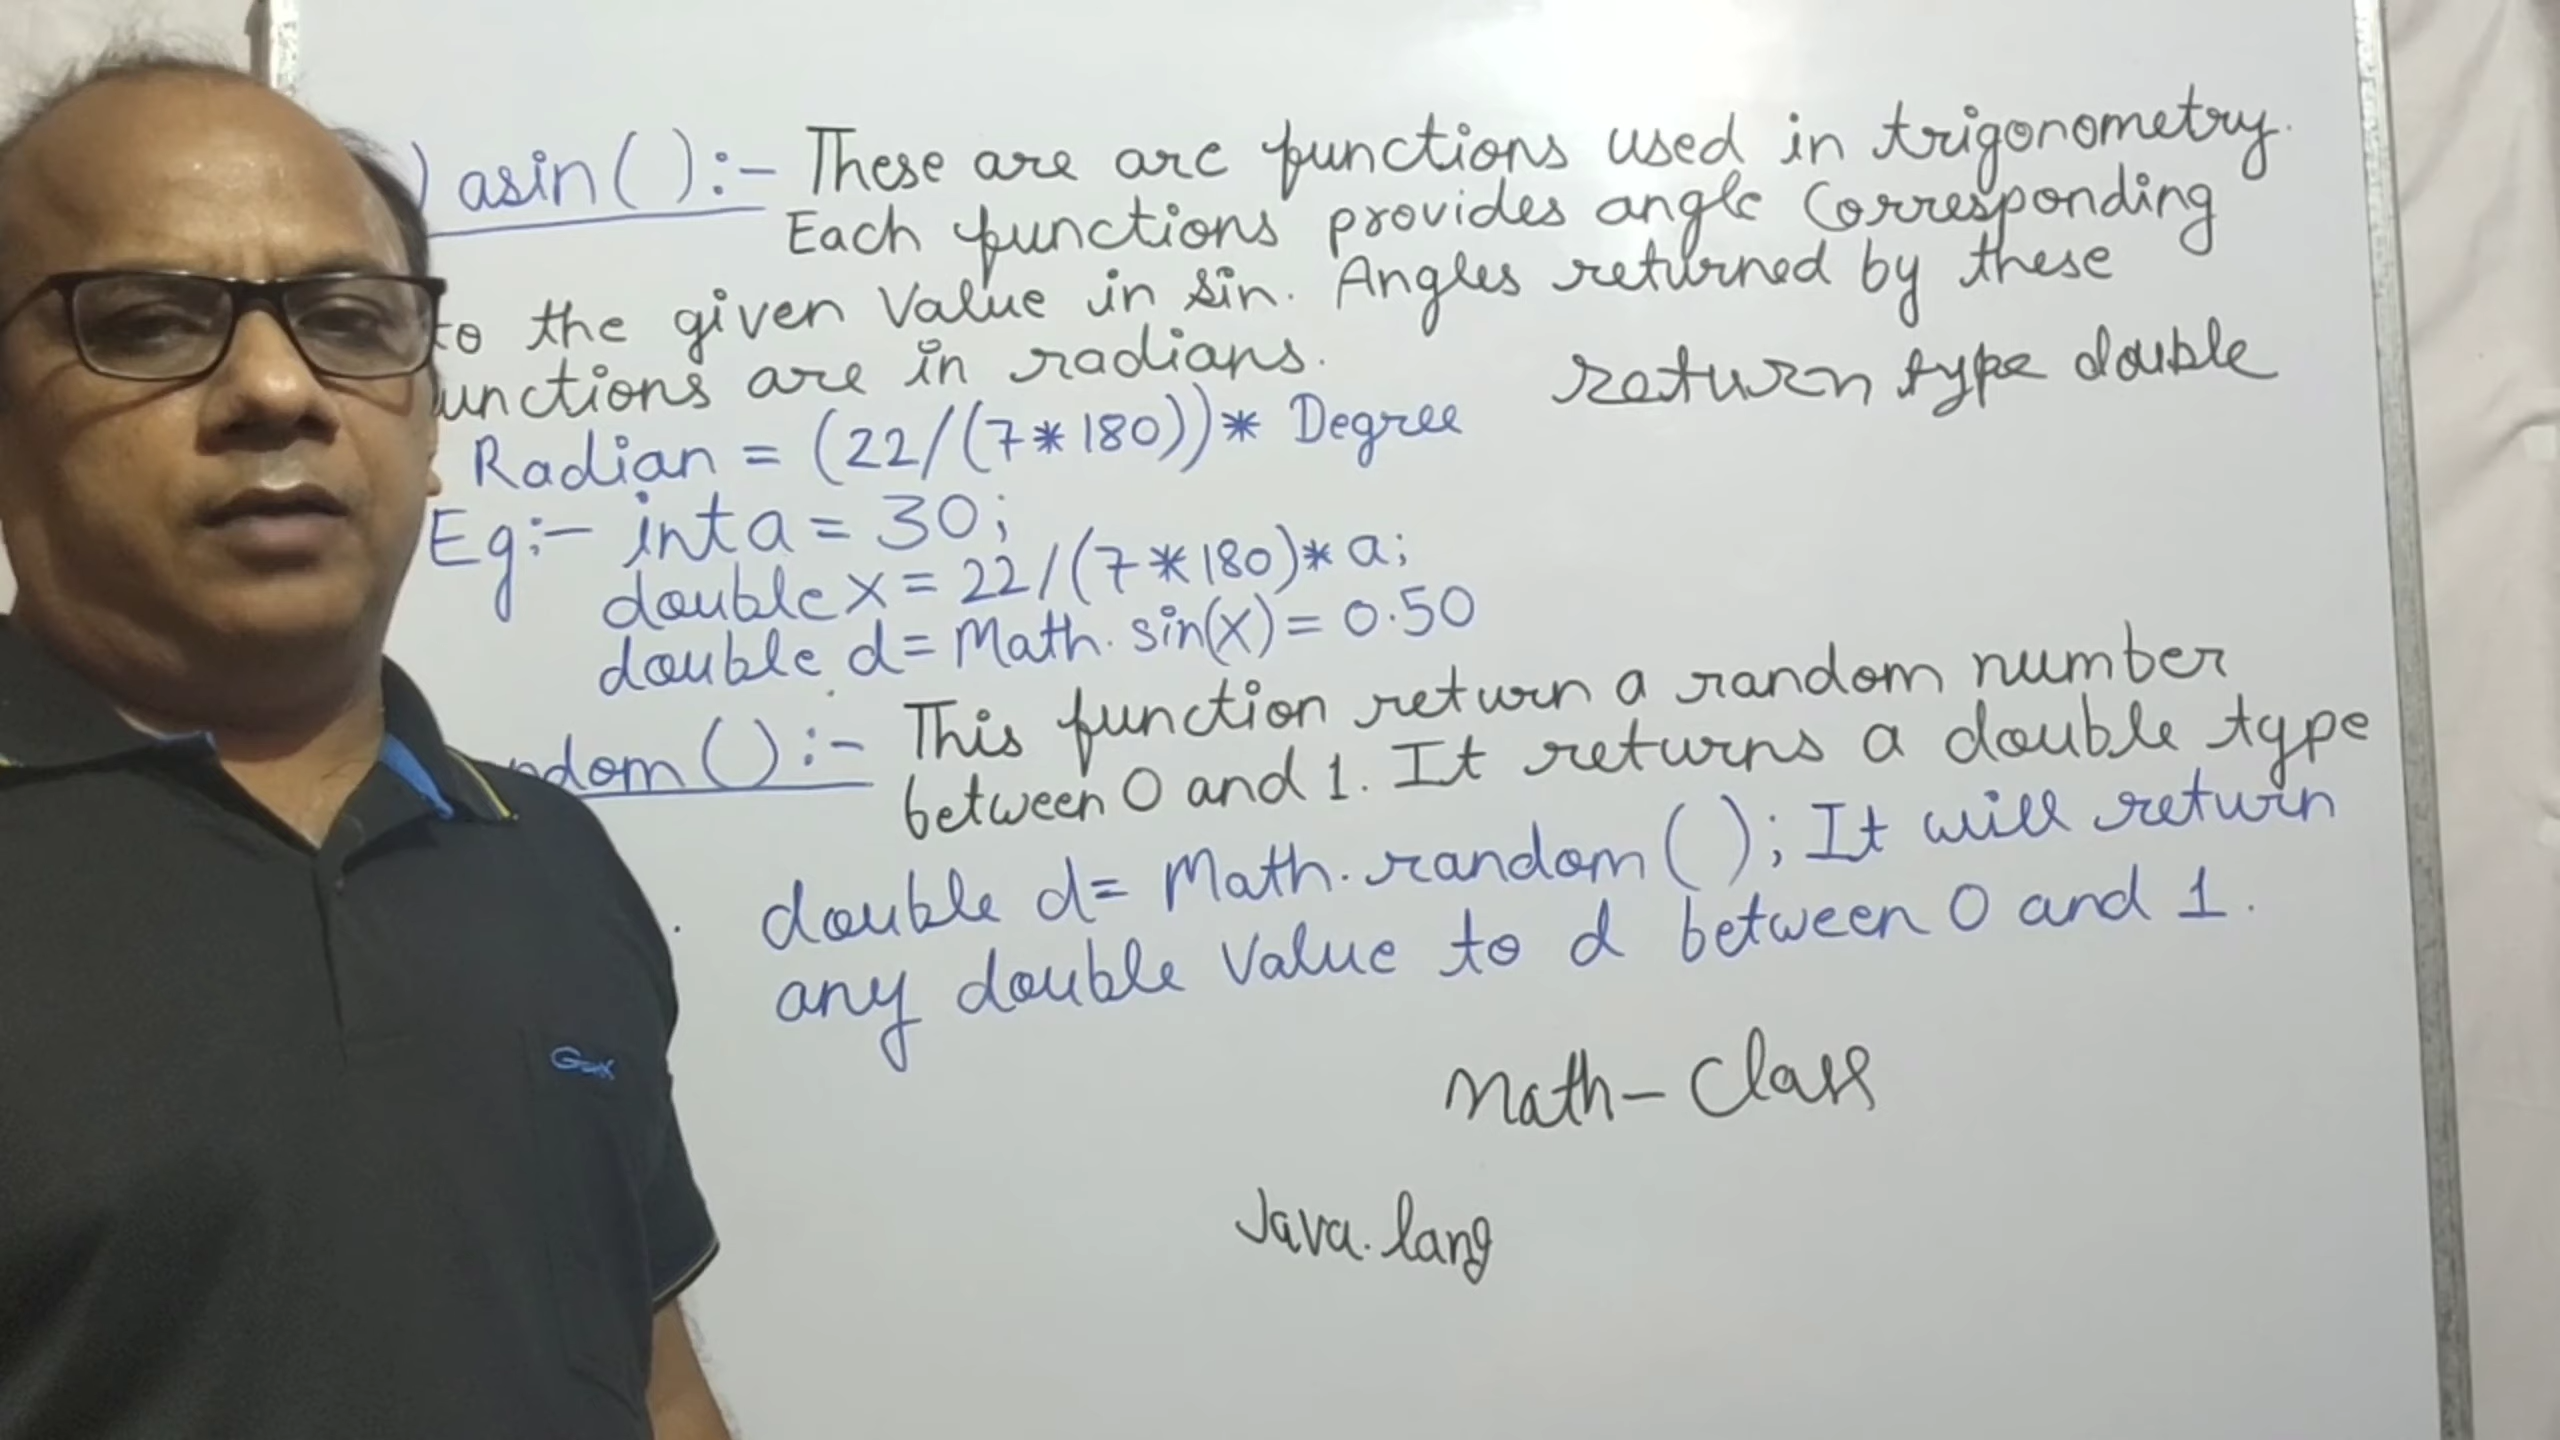 ) asin( ):- These are arc functions used in trigonometry.
Each functions provides angle Corresponding
to the given Value in sin. Angles returned by these
unctions are in radians.
return type double
Radian = (22/(7*180))* Degree
Eg:- int a = 30;
double x = 22/(7*180)* a;
double d= Math. sin(x)= 0.50
ndom():- This function return a random number
between 0 and 1. It returns a double type
double d= Math.random( ); It will return
any double Value to d between 0 and 1.
Math- Class
Java.lang